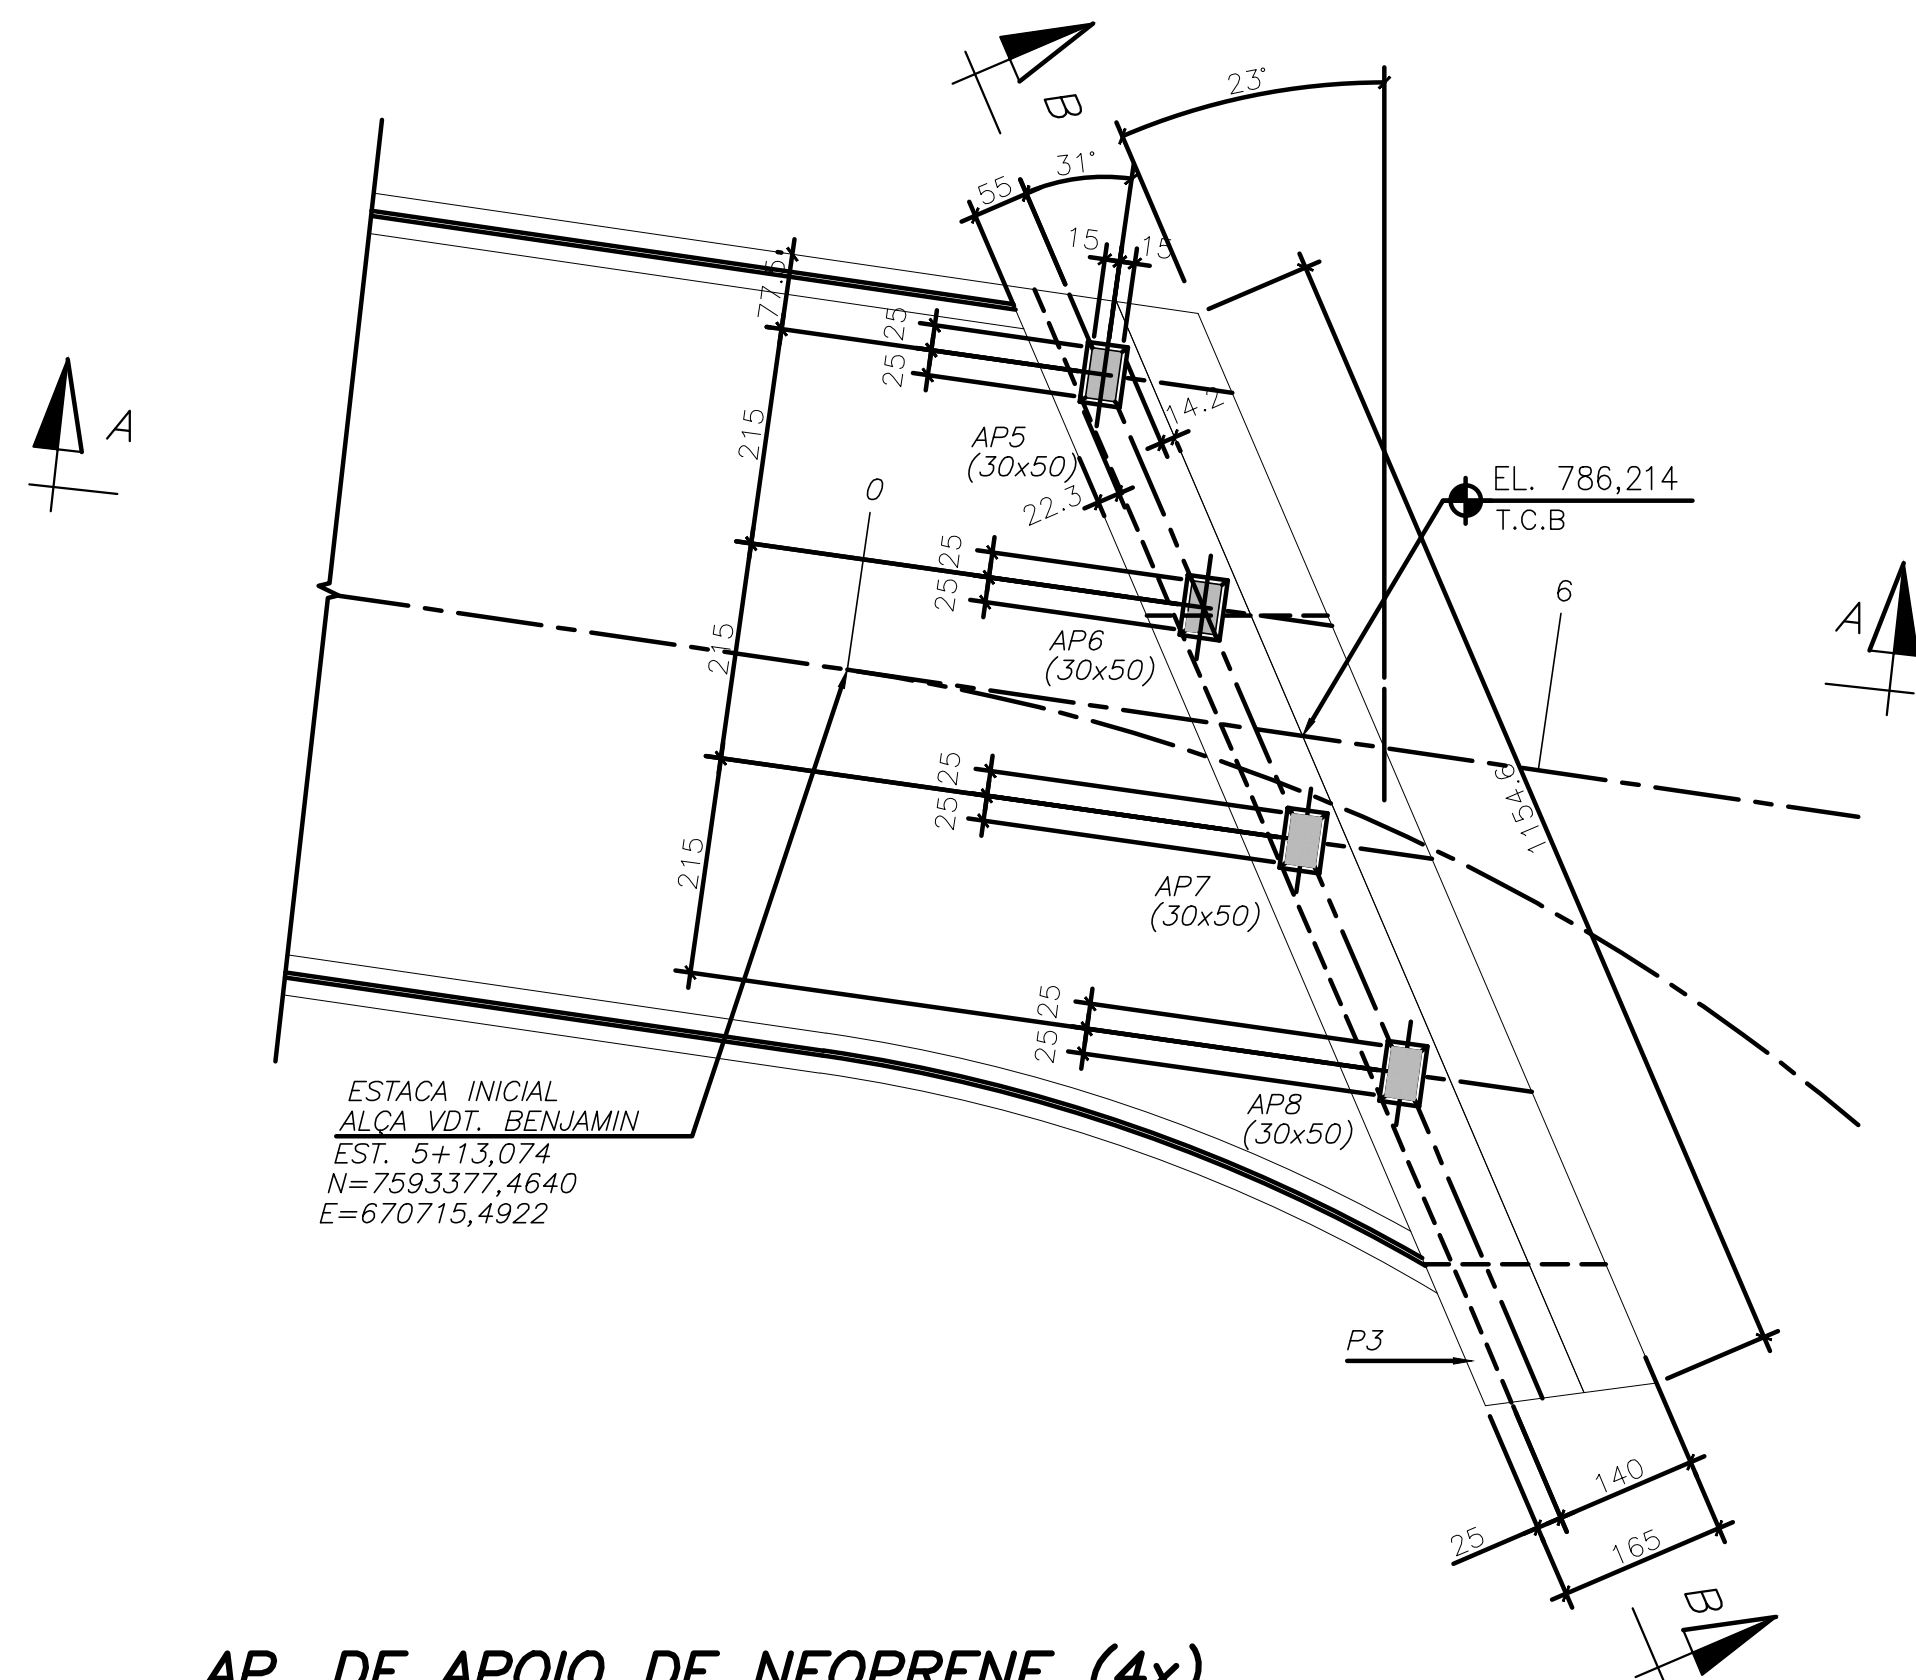 B
23°
31°
55
15
15
77.5
25
25
A
215
14.2
AP5
(30x50)
22.3
EL. 786,214
T.C.B
0
25
25
6
A
215
AP6
(30x50)
25
25
1154.6
215
AP7
(30x50)
25
25
ESTACA INICIAL
ALÇA VDT. BENJAMIN
EST. 5+13,074
N=7593377,4640
E=670715,4922
AP8
(30x50)
P3
140
25
165
B
AP. DE APOIO DE NEOPRENE (4x)